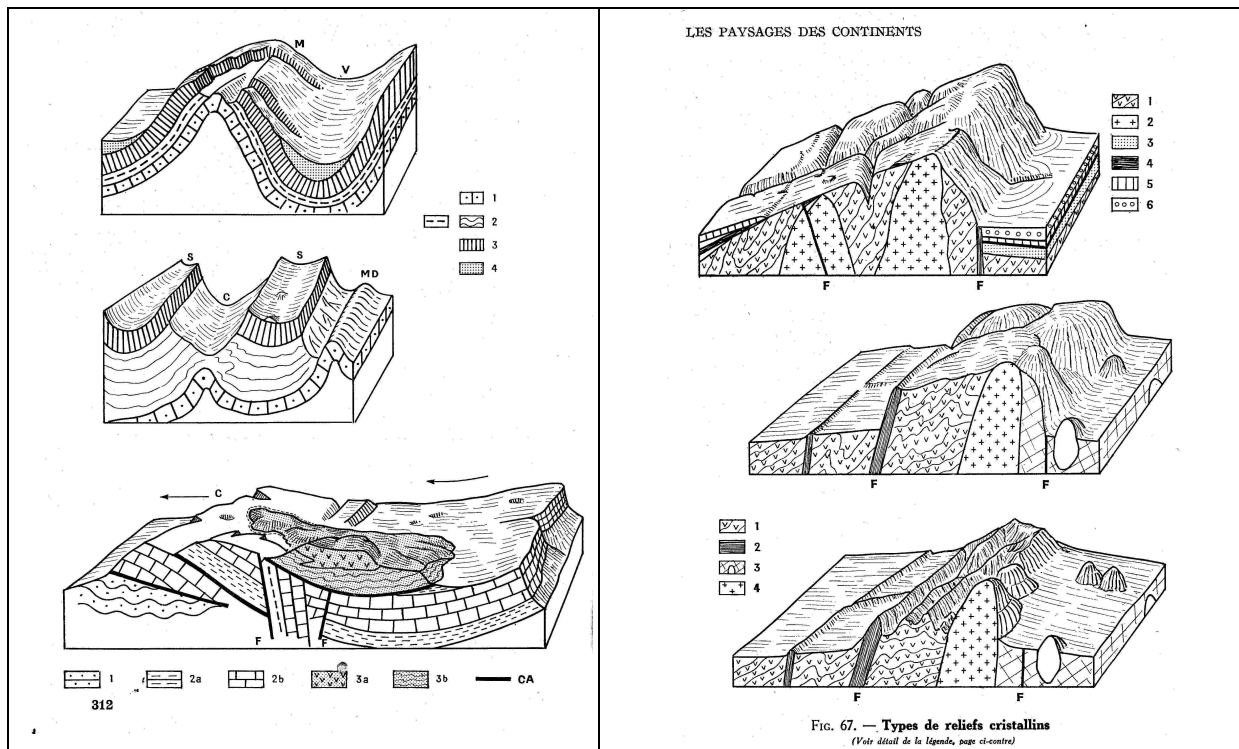 M
V
1
2
3
4
S
S
C
MD
C
F
F
1
2a
2b
3a
3b
CA
312
LES PAYSAGES DES CONTINENTS
1
2
3
4
5
6
F
F
F
F
1
2
3
4
F
F
FIG. 67. — Types de reliefs cristallins
(Voir détail de la légende, page ci-contre)